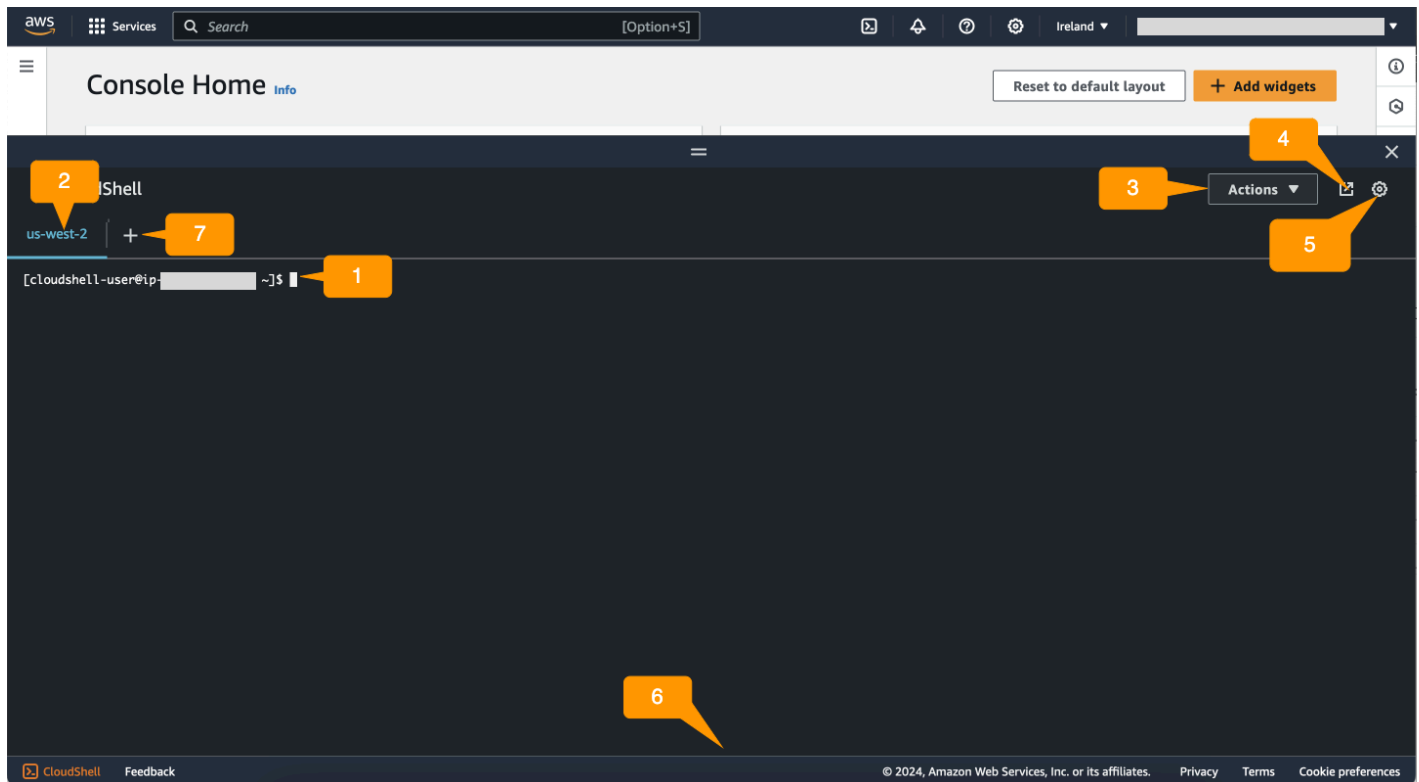 aws Services Search [Option+S] Ireland
Console Home Info Reset to default layout + Add widgets
4
2 dShell 3 Actions
us-west-2 + 7 5
[cloudshell-user@ip- ~]$ 1
6
CloudShell Feedback © 2024, Amazon Web Services, Inc. or its affiliates. Privacy Terms Cookie preferences